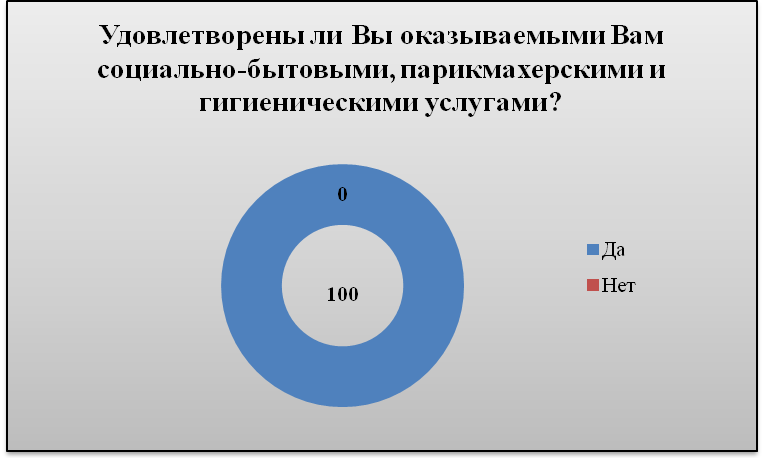 Удовлетворены ли Вы оказываемыми Вам
социально-бытовыми, парикмахерскими и
гигиеническими услугами?
0
100
Да
Нет